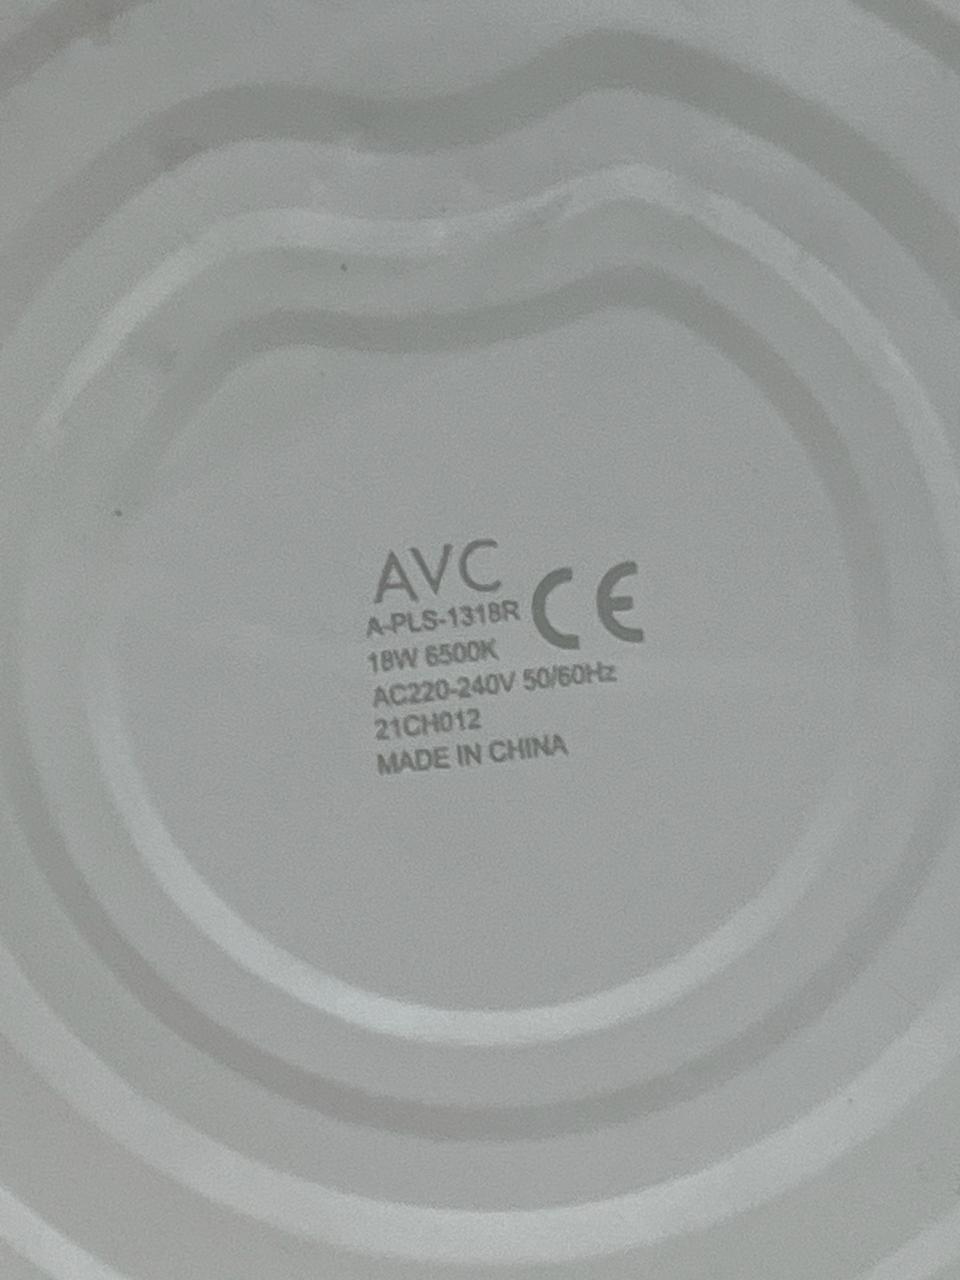 AVC
A-PLS-1318R
CE
18W 6500K
AC220-240V 50/60Hz
21CH012
MADE IN CHINA